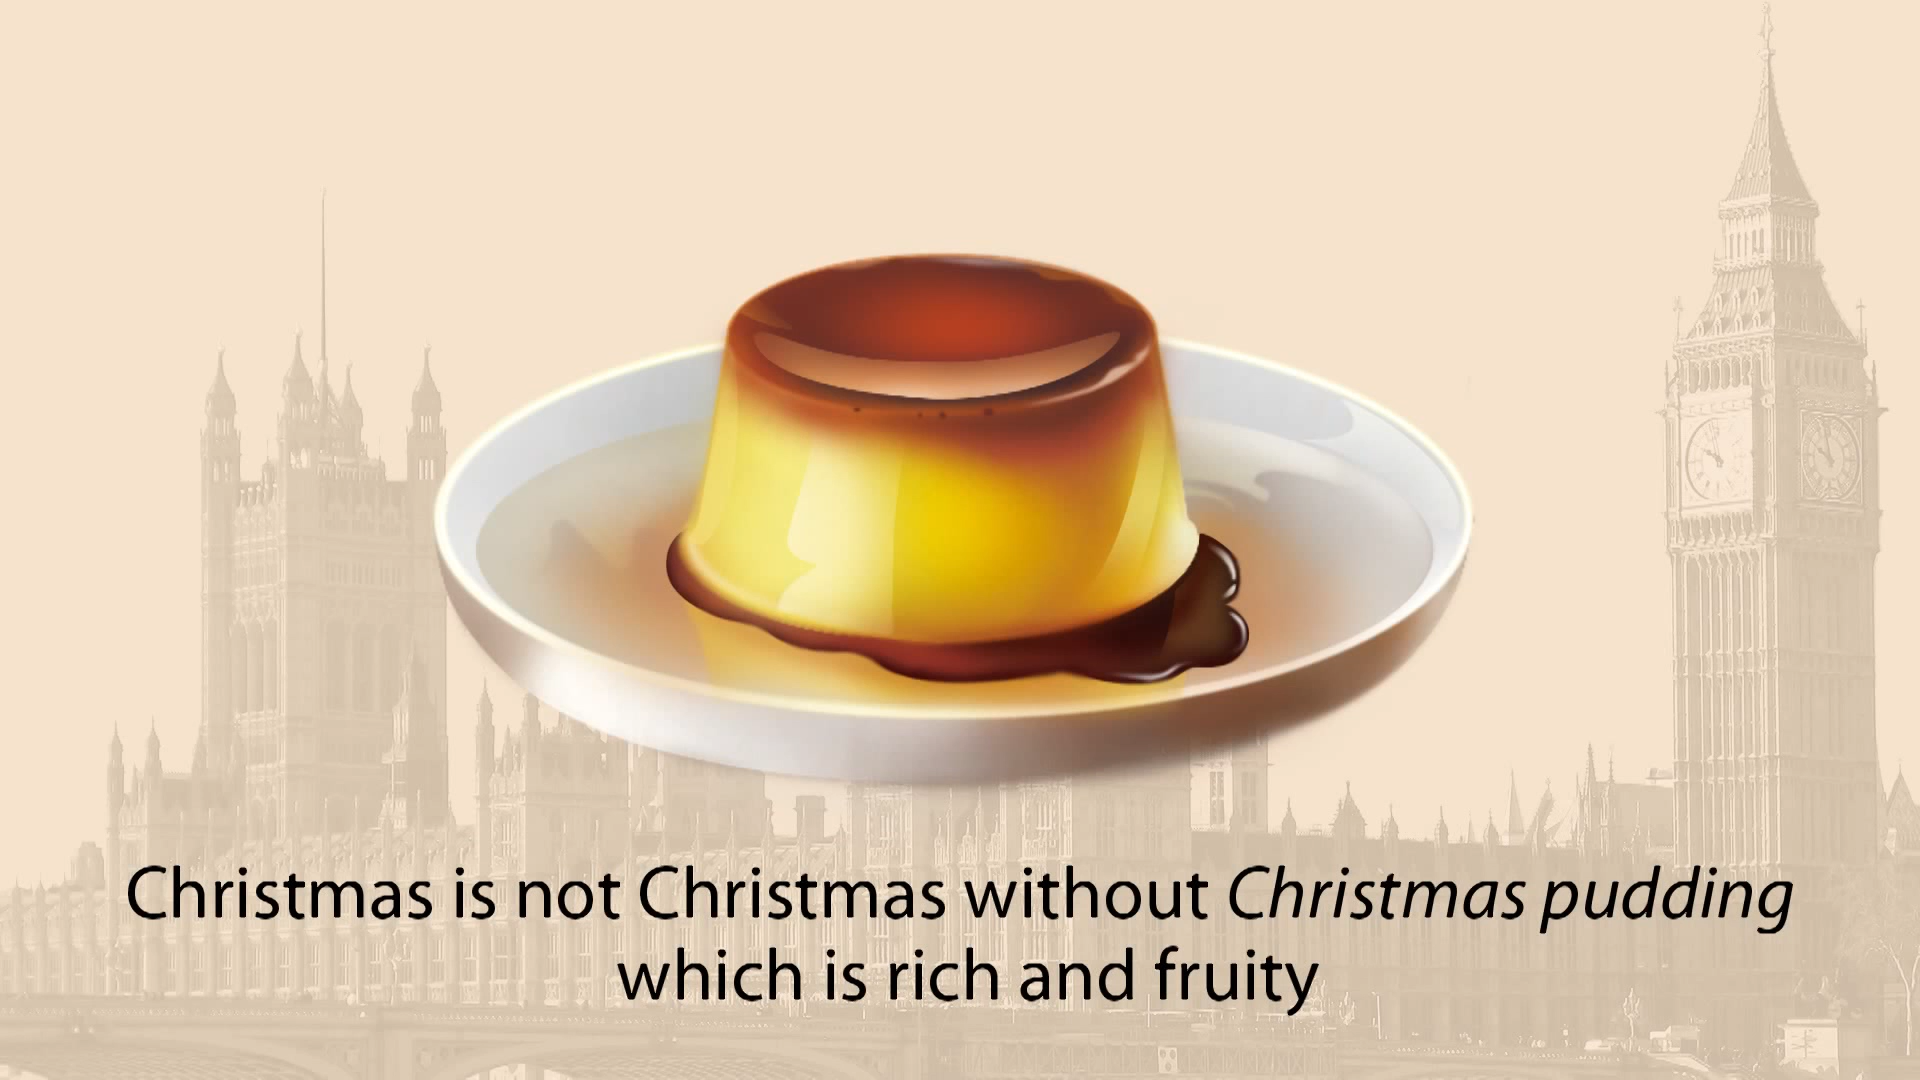 Christmas is not Christmas without Christmas pudding
which is rich and fruity